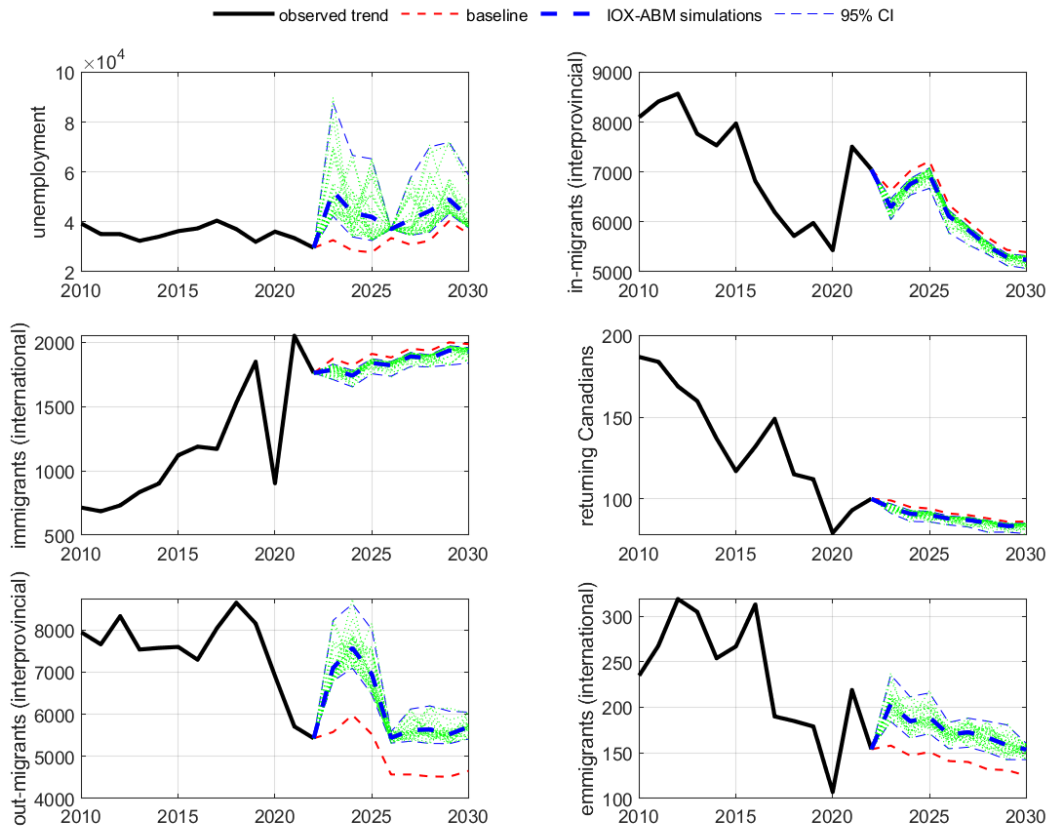 observed trend baseline IOX-ABM simulations 95% CI
×10⁴
10
8
6
4
2
unemployment
2010 2015 2020 2025 2030
9000
8000
7000
6000
5000
in-migrants (interprovincial)
2010 2015 2020 2025 2030
2000
1500
1000
500
immigrants (international)
2010 2015 2020 2025 2030
200
150
100
returning Canadians
2010 2015 2020 2025 2030
8000
7000
6000
5000
4000
out-migrants (interprovincial)
2010 2015 2020 2025 2030
300
250
200
150
100
emmigrants (international)
2010 2015 2020 2025 2030